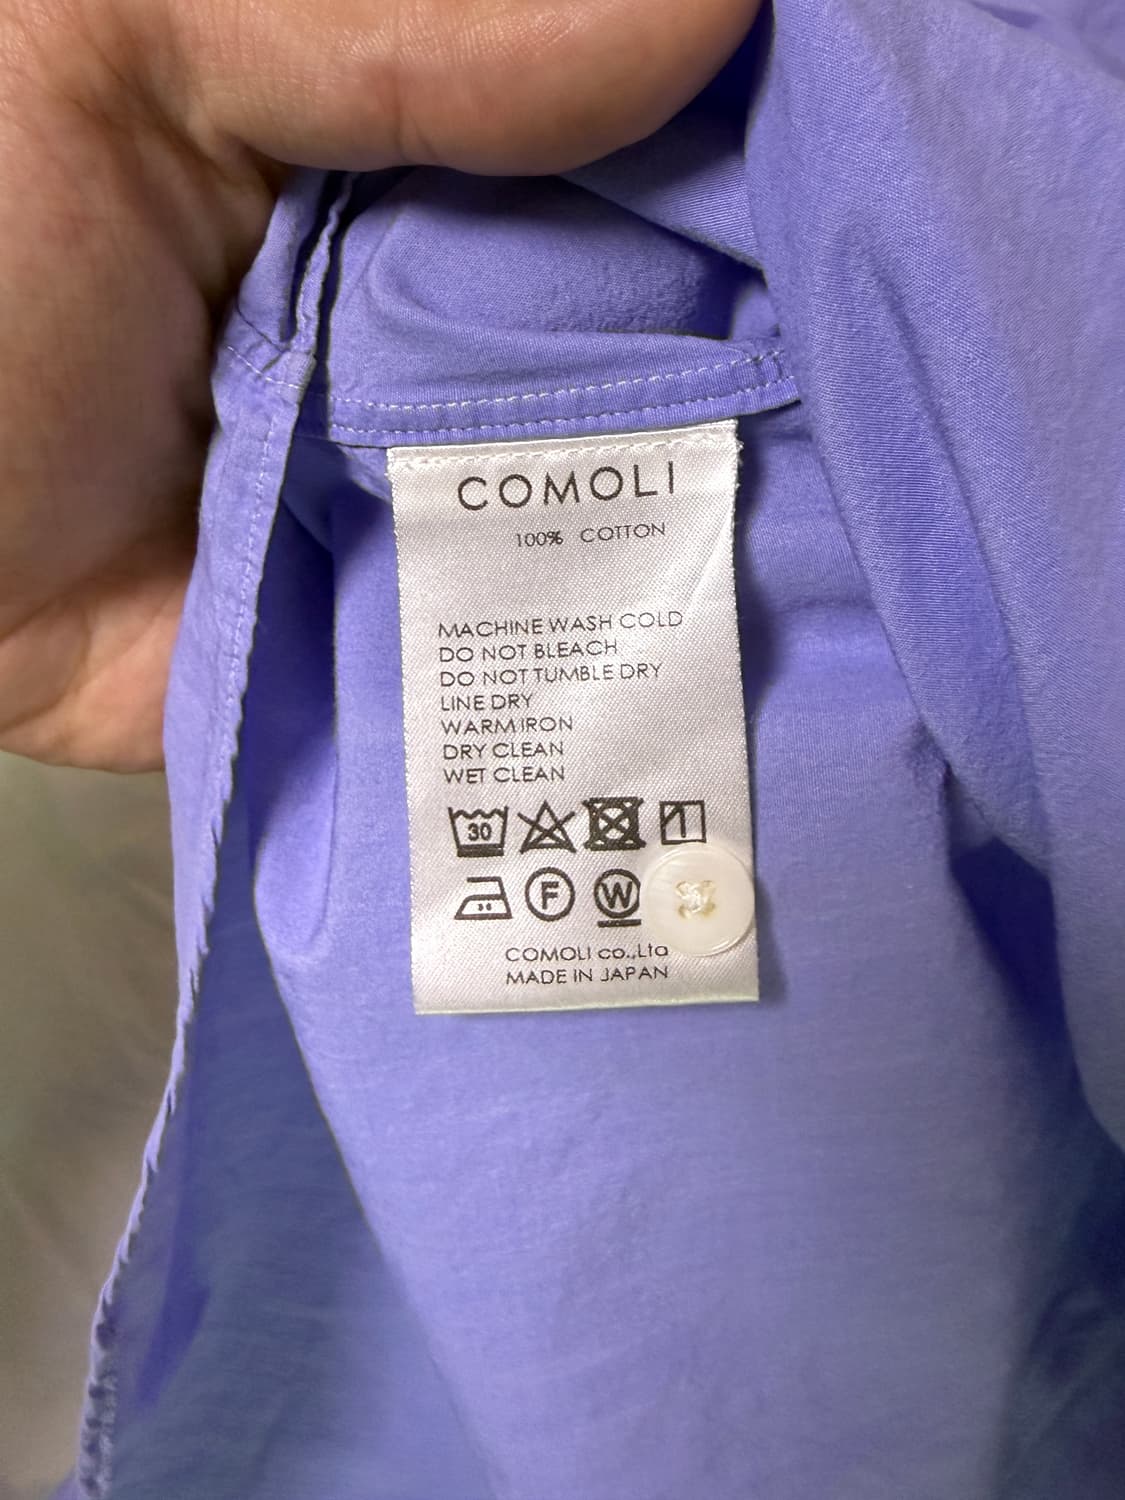 COMOLI
100% COTTON
MACHINE WASH COLD
DO NOT BLEACH
DO NOT TUMBLE DRY
LINE DRY
WARM IRON
DRY CLEAN
WET CLEAN
30
F W
COMOLI co.,Ltd
MADE IN JAPAN